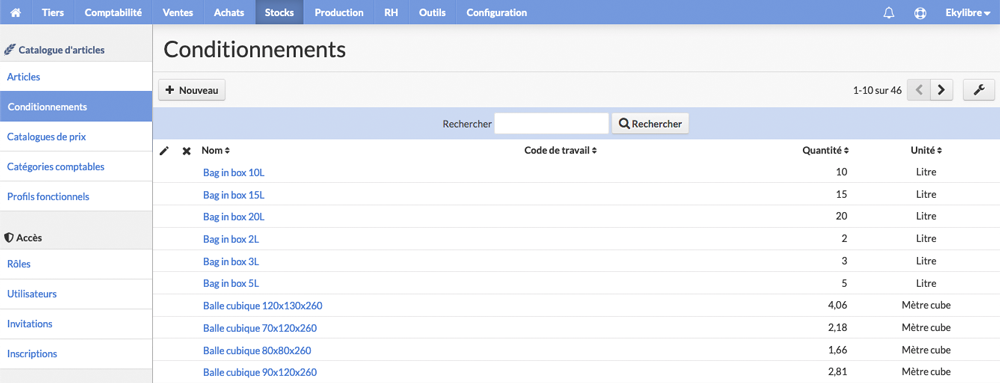 Tiers Comptabilité Ventes Achats Stocks Production RH Outils Configuration Ekylibre
Catalogue d'articles
Articles
Conditionnements
Catalogues de prix
Catégories comptables
Profils fonctionnels
Accès
Rôles
Utilisateurs
Invitations
Inscriptions
Conditionnements
Nouveau 1-10 sur 46
Rechercher Rechercher
Nom Code de travail Quantité Unité
Bag in box 10L 10 Litre
Bag in box 15L 15 Litre
Bag in box 20L 20 Litre
Bag in box 2L 2 Litre
Bag in box 3L 3 Litre
Bag in box 5L 5 Litre
Balle cubique 120x130x260 4,06 Mètre cube
Balle cubique 70x120x260 2,18 Mètre cube
Balle cubique 80x80x260 1,66 Mètre cube
Balle cubique 90x120x260 2,81 Mètre cube